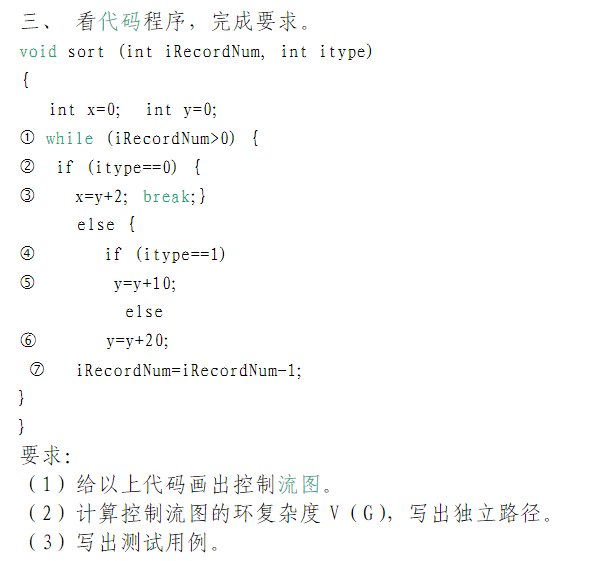 三、 看代码程序，完成要求。
void sort (int iRecordNum, int itype)
{
int x=0; int y=0;
① while (iRecordNum>0) {
② if (itype==0) {
③ x=y+2; break;}
else {
④ if (itype==1)
⑤ y=y+10;
else
⑥ y=y+20;
⑦ iRecordNum=iRecordNum-1;
}
}
要求：
（1）给以上代码画出控制流图。
（2）计算控制流图的环复杂度 V（G），写出独立路径。
（3）写出测试用例。